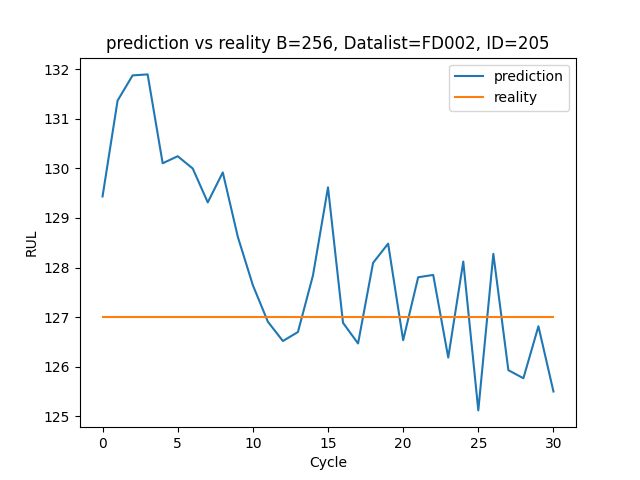 prediction vs reality B=256, Datalist=FD002, ID=205
prediction
reality
132
131
130
129
128
127
126
125
RUL
0 5 10 15 20 25 30
Cycle